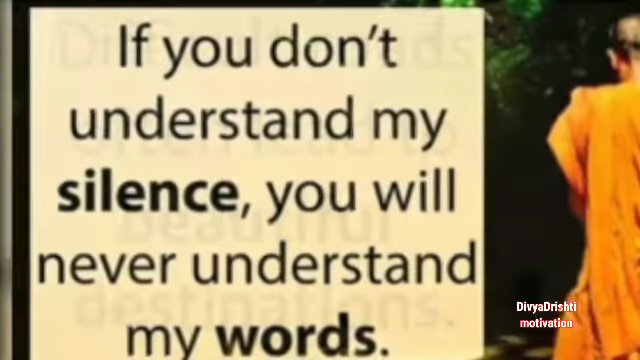 If you don't
understand my
silence, you will
never understand
my words.
DivyaDrishti
motivation